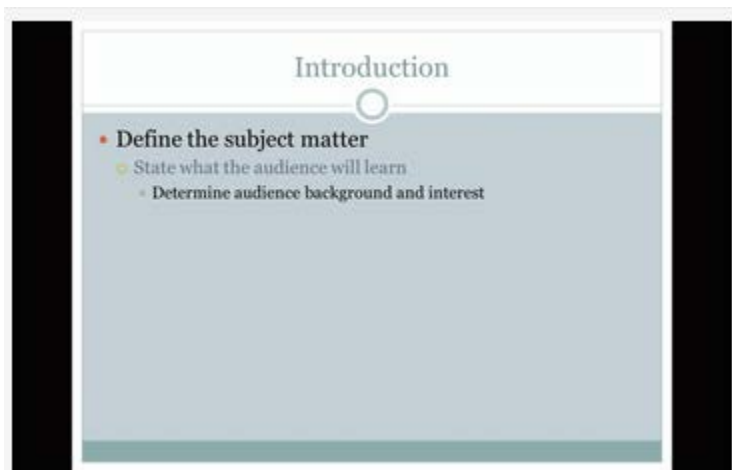 Introduction
Define the subject matter
State what the audience will learn
Determine audience background and interest